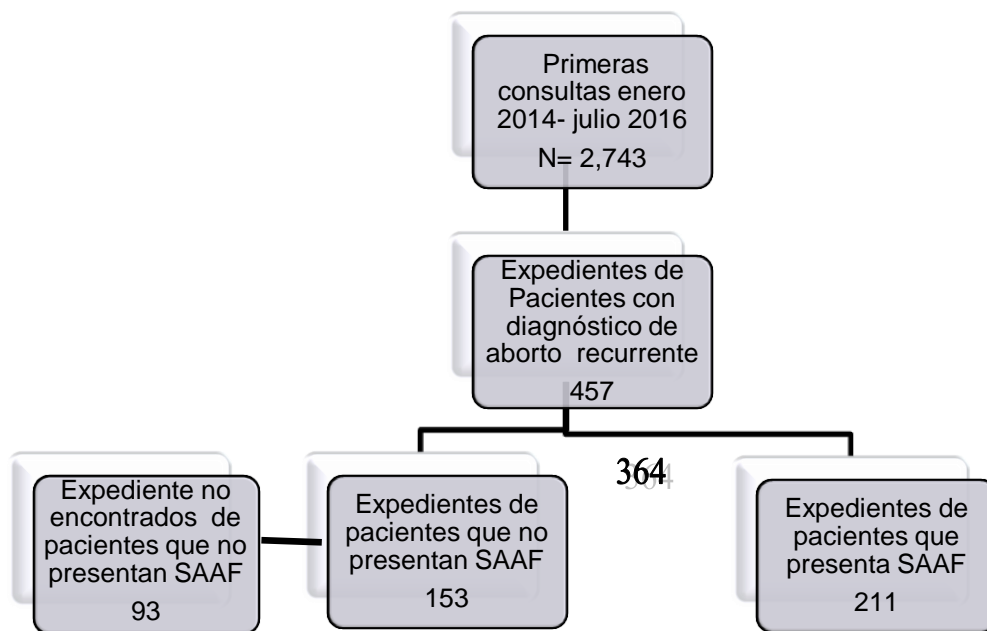 Primeras
consultas enero
2014- julio 2016
N= 2,743
Expedientes de
Pacientes con
diagnóstico de
aborto recurrente
457
364
Expediente no
encontrados de
pacientes que no
presentan SAAF
93
Expedientes de
pacientes que no
presentan SAAF
153
Expedientes de
pacientes que
presenta SAAF
211